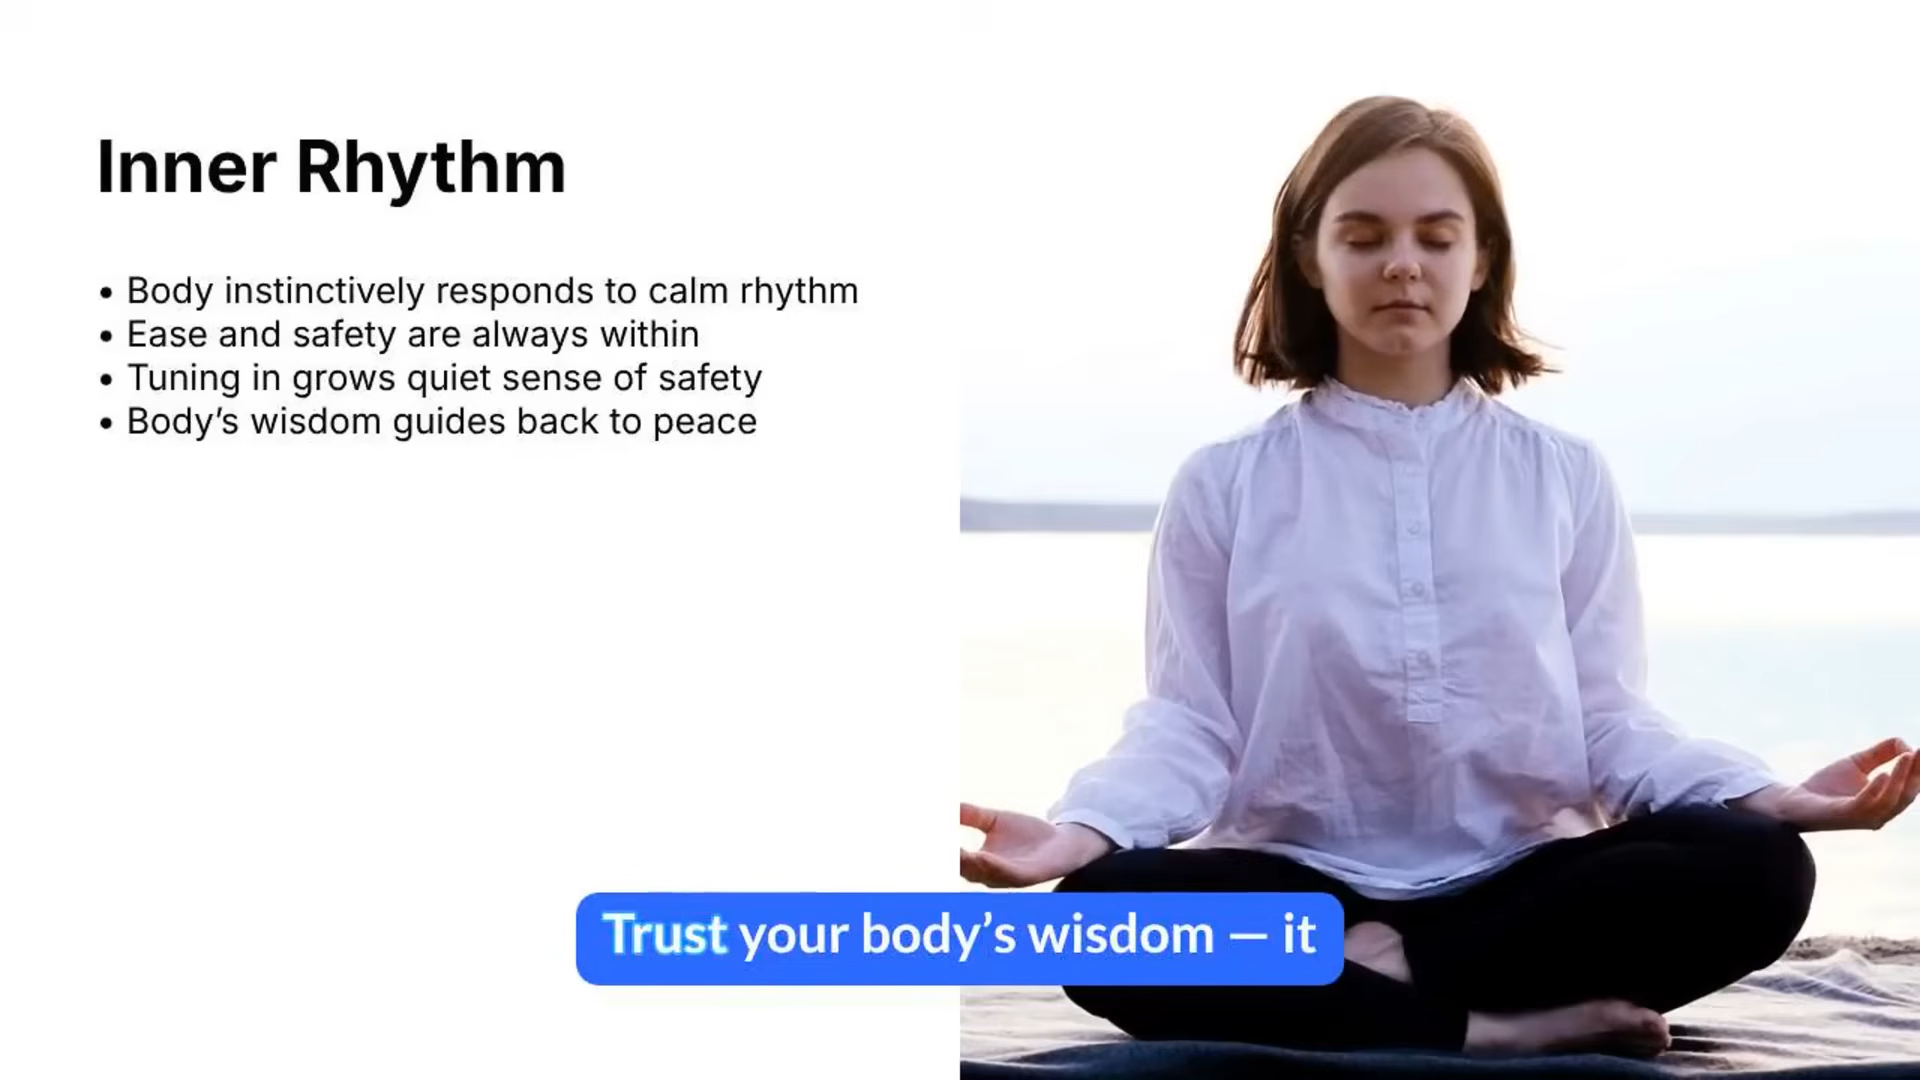 Inner Rhythm
• Body instinctively responds to calm rhythm
• Ease and safety are always within
• Tuning in grows quiet sense of safety
• Body’s wisdom guides back to peace
Trust your body’s wisdom — it